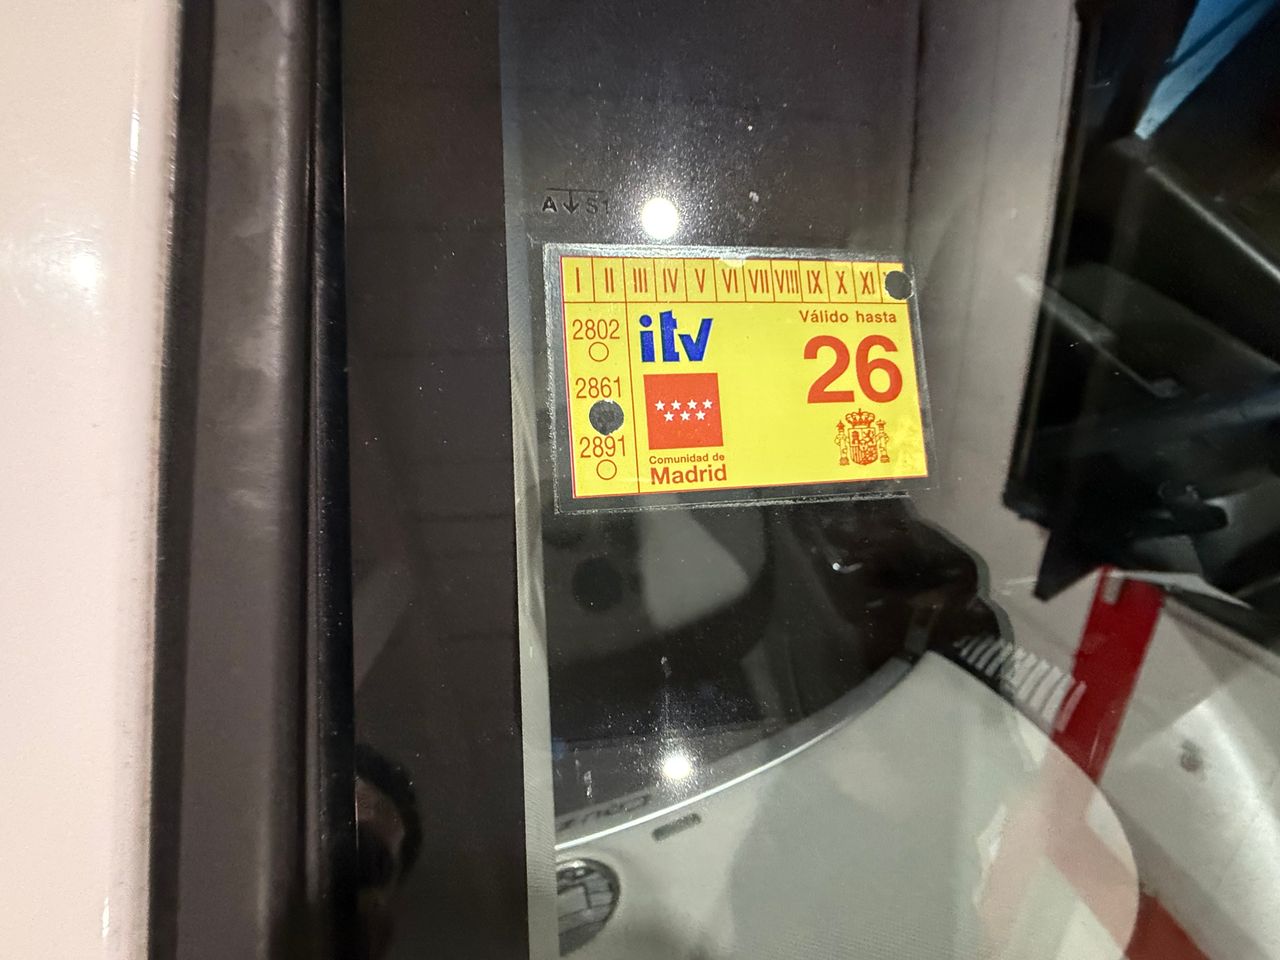 A↓S1
I II III IV V VI VII VIII IX X XI
2802
itv
Válido hasta
26
2861
2891
Comunidad de
Madrid